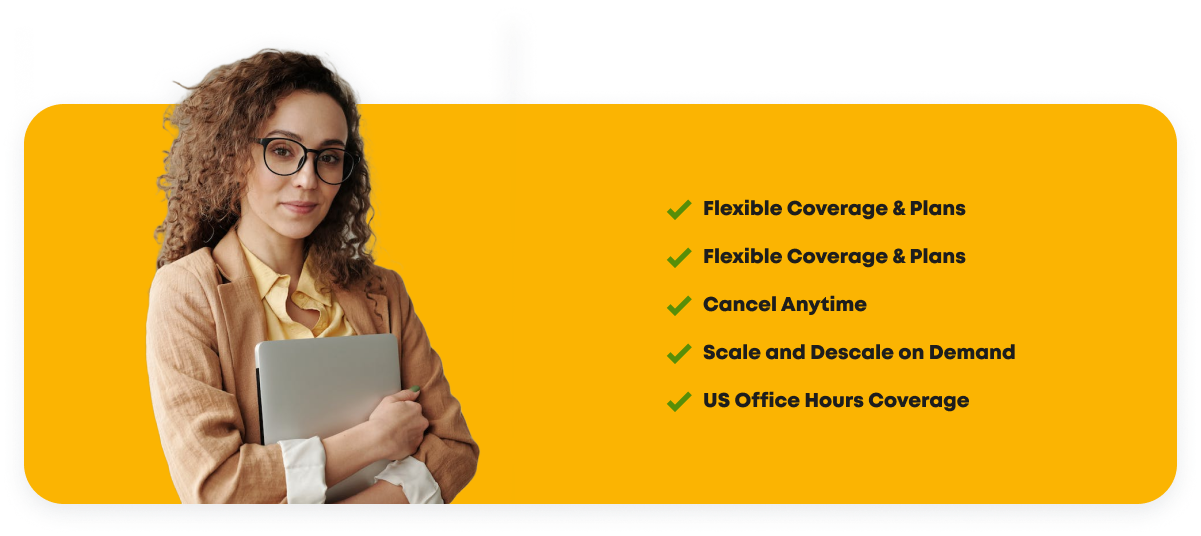 Flexible Coverage & Plans
Flexible Coverage & Plans
Cancel Anytime
Scale and Descale on Demand
US Office Hours Coverage